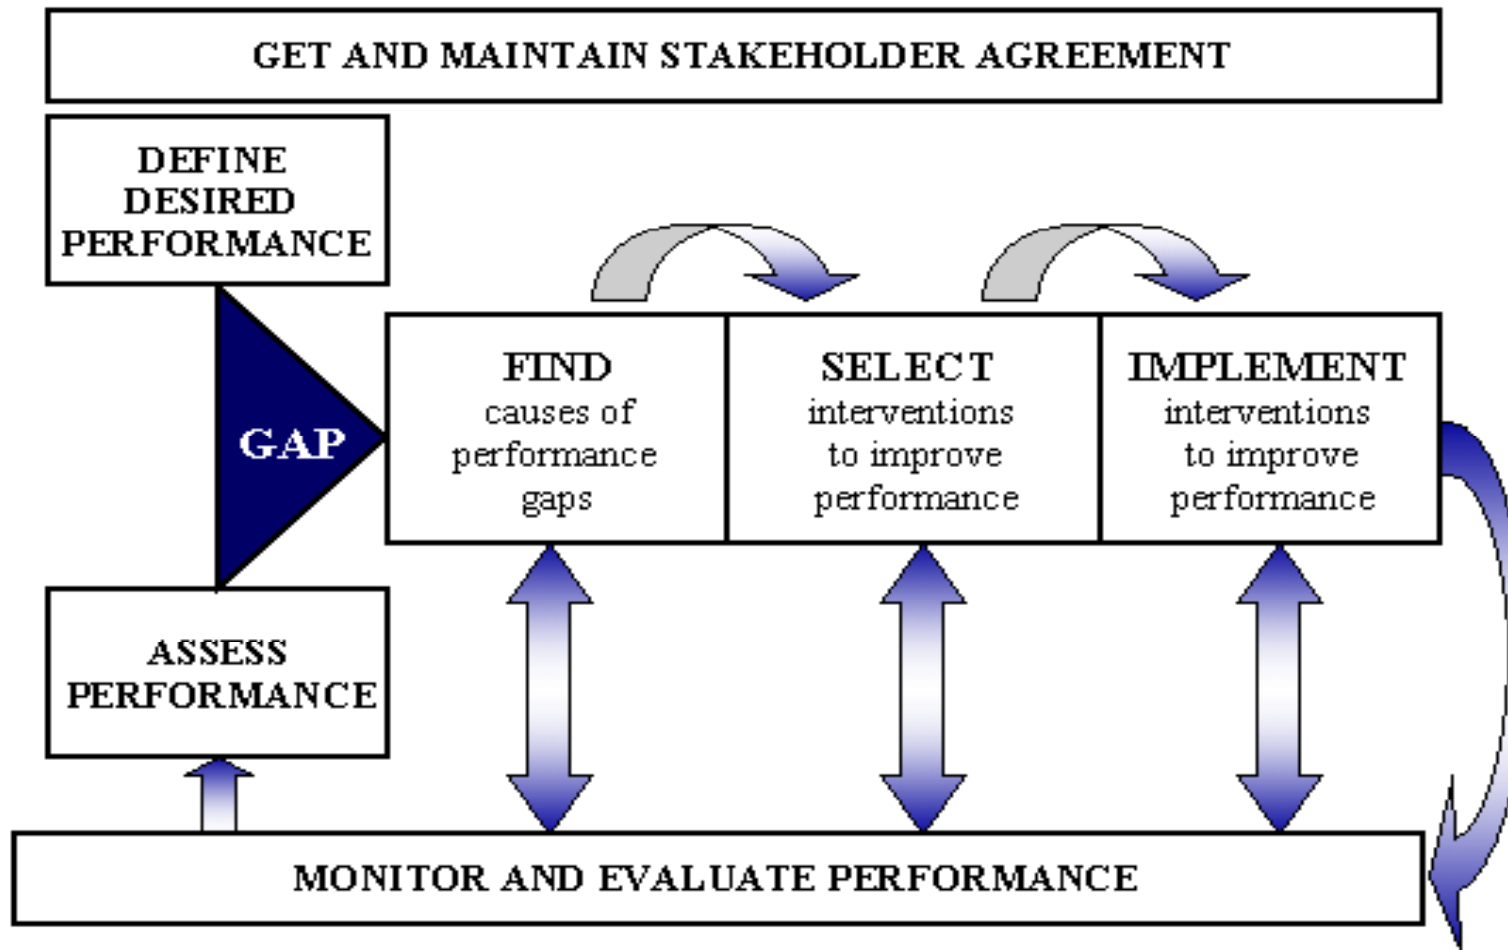 GET AND MAINTAIN STAKEHOLDER AGREEMENT
DEFINE
DESIRED
PERFORMANCE
GAP
FIND
causes of
performance
gaps
SELECT
interventions
to improve
performance
IMPLEMENT
interventions
to improve
performance
ASSESS
PERFORMANCE
MONITOR AND EVALUATE PERFORMANCE